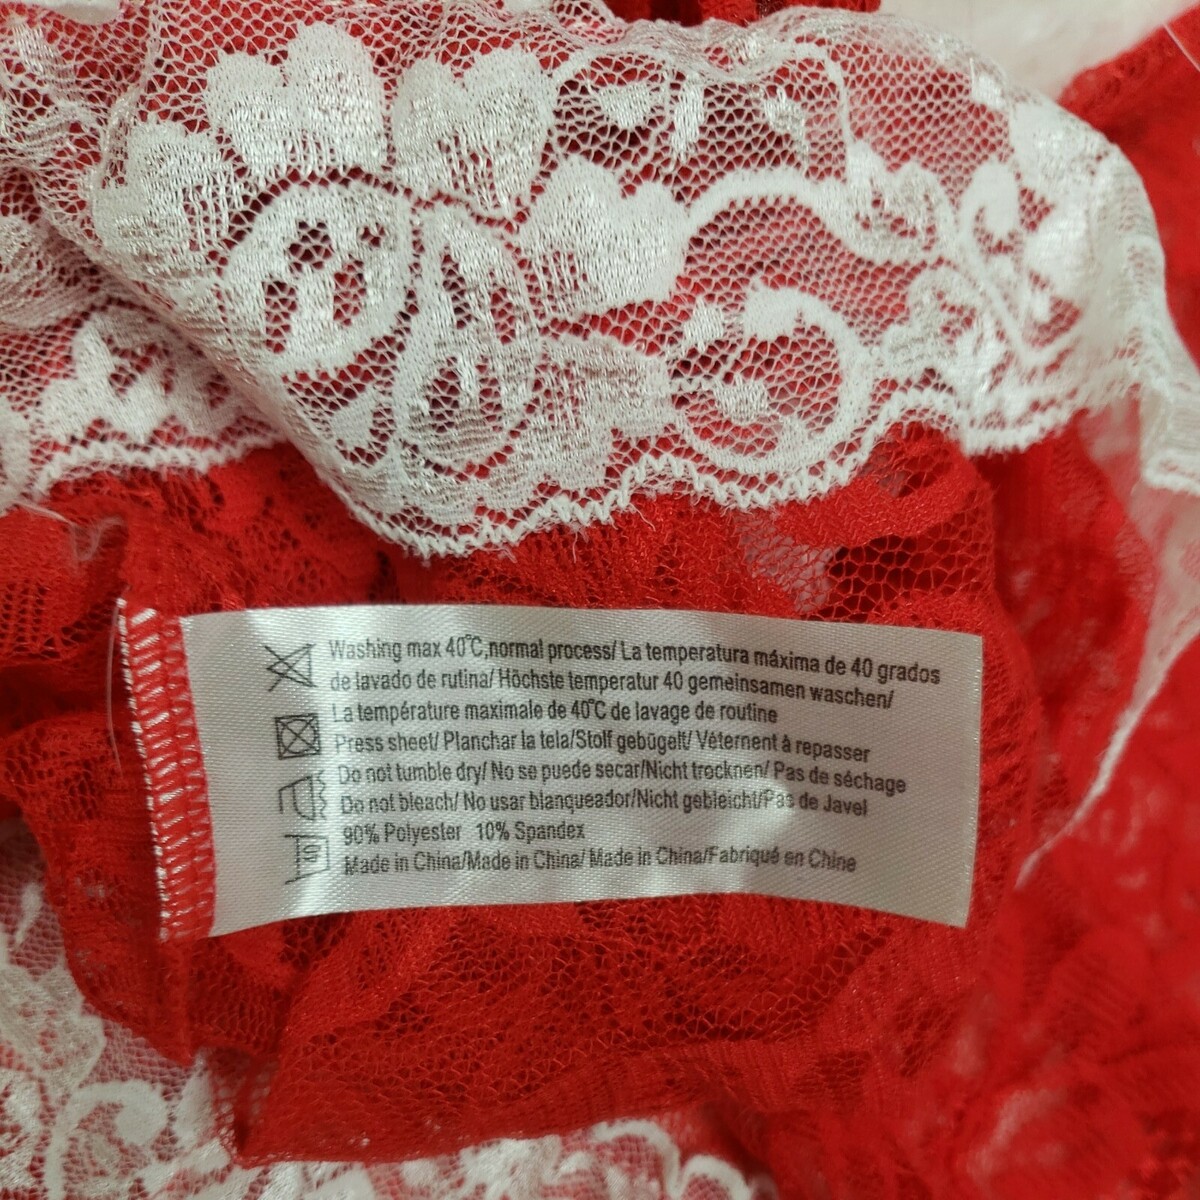 Washing max 40℃,normal process/ La temperatura máxima de 40 grados
de lavado de rutina/ Höchste temperatur 40 gemeinsamen waschen/
La température maximale de 40℃ de lavage de routine
Press sheet/ Planchar la tela/Stolf gebügelt/ Véternent à repasser
Do not tumble dry/ No se puede secar/Nicht trocknen/ Pas de séchage
Do not bleach/ No usar blanqueador/Nicht gebleicht/Pas de Javel
90% Polyester 10% Spandex
Made in China/Made in China/ Made in China/Fabriqué en Chine